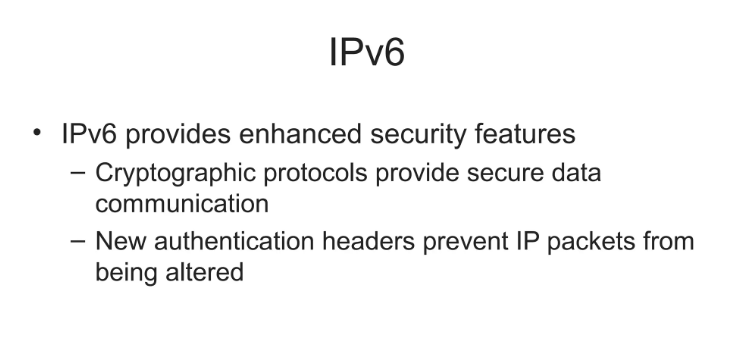 IPv6
• IPv6 provides enhanced security features
– Cryptographic protocols provide secure data
communication
– New authentication headers prevent IP packets from
being altered